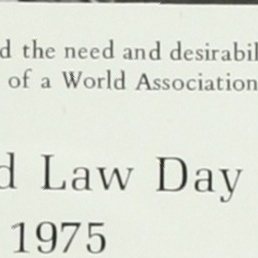 d the need and desirabil
of a World Association
d Law Day
1975